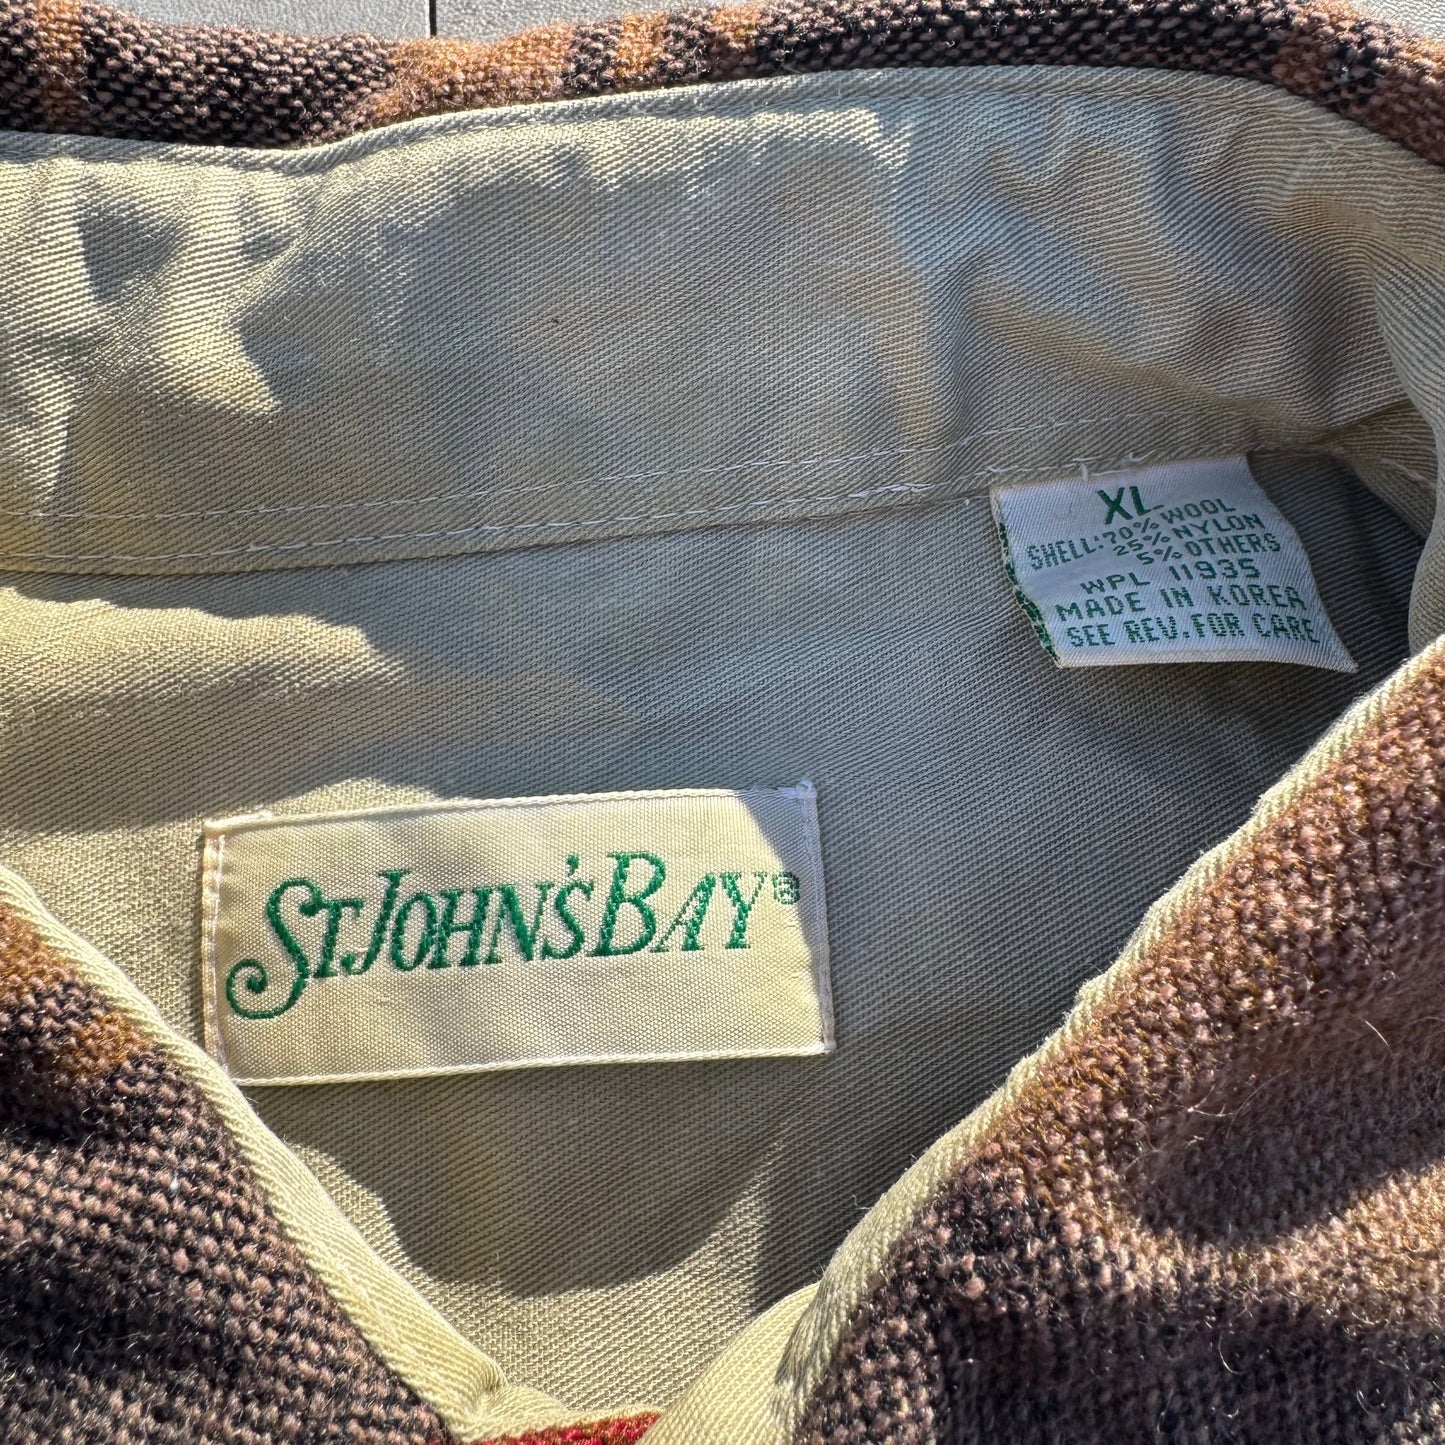 XL
SHELL: 70% WOOL
25% NYLON
5% OTHERS
WPL 11935
MADE IN KOREA
SEE REV. FOR CARE
ST. JOHN'S BAY®